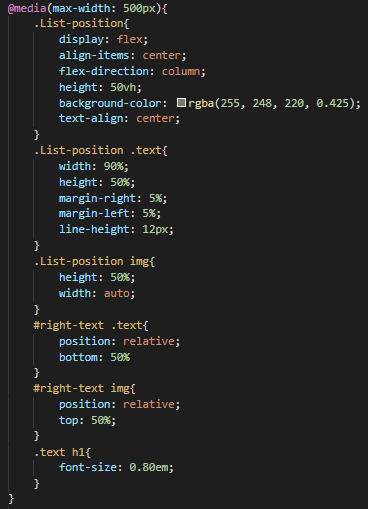 @media(max-width: 500px){
    .List-position{
        display: flex;
        align-items: center;
        flex-direction: column;
        height: 50vh;
        background-color: rgba(255, 248, 220, 0.425);
        text-align: center;
    }
    .List-position .text{
        width: 90%;
        height: 50%;
        margin-right: 5%;
        margin-left: 5%;
        line-height: 12px;
    }
    .List-position img{
        height: 50%;
        width: auto;
    }
    #right-text .text{
        position: relative;
        bottom: 50%
    }
    #right-text img{
        position: relative;
        top: 50%;
    }
    .text h1{
        font-size: 0.80em;
    }
}